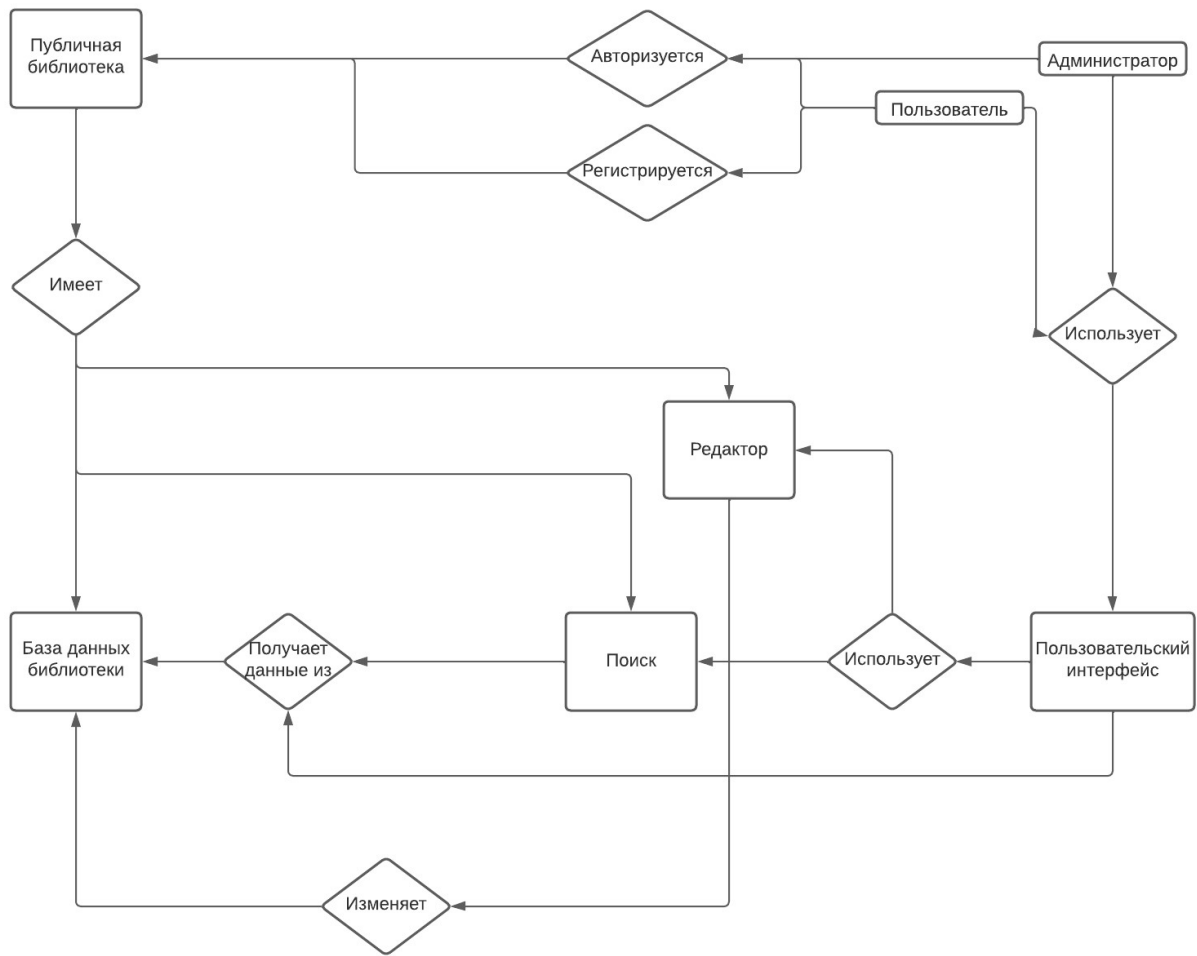 Публичная
библиотека
Авторизуется
Администратор
Пользователь
Регистрируется
Имеет
Использует
Редактор
База данных
библиотеки
Получает
данные из
Поиск
Использует
Пользовательский
интерфейс
Изменяет